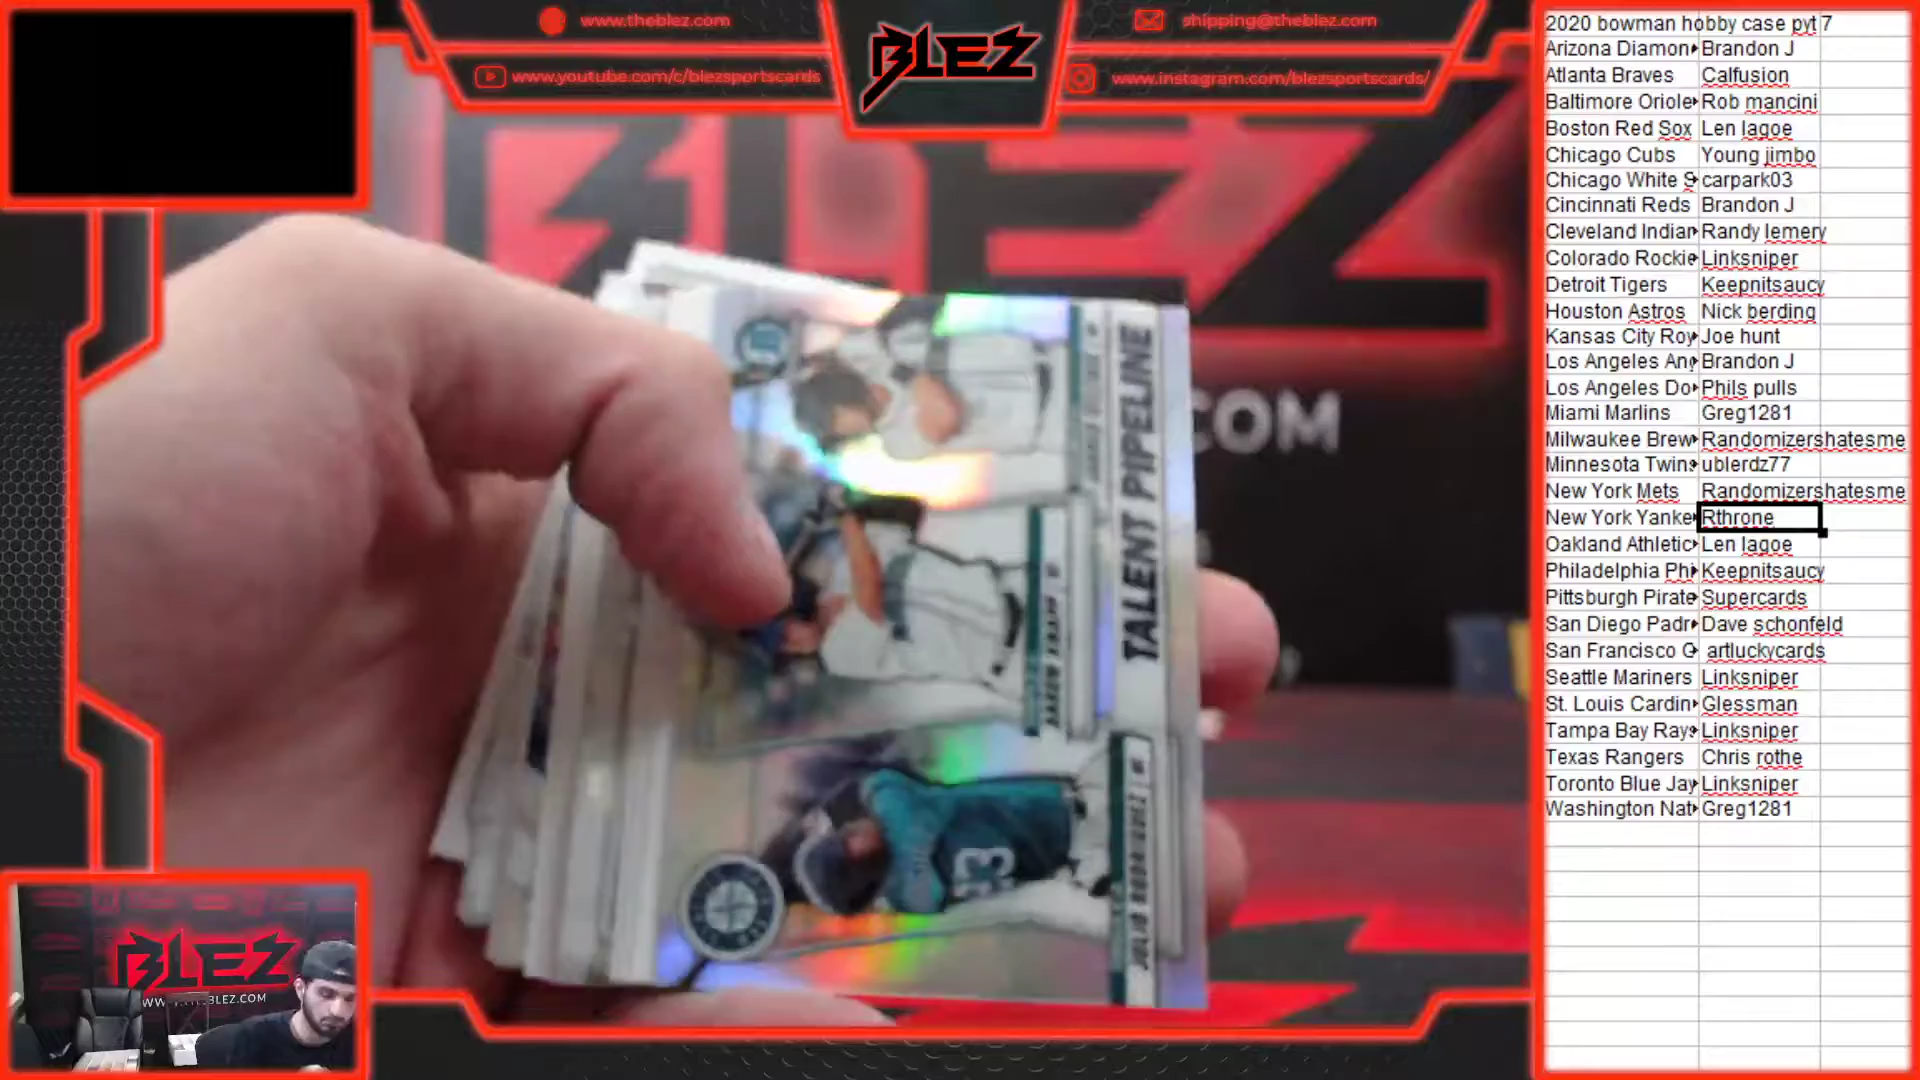 www.theblez.com
shipping@theblez.com
www.youtube.com/c/blezsportscards
www.instagram.com/blezsportscards/
BLEZ
BLEZ
COM
TALENT PIPELINE
JULIO RODRIGUEZ
33
BLEZ
2020 bowman hobby case pyt 7
Arizona Diamon Brandon J
Atlanta Braves Calfusion
Baltimore Oriole Rob mancini
Boston Red Sox Len lagoe
Chicago Cubs Young jimbo
Chicago White S carpark03
Cincinnati Reds Brandon J
Cleveland Indian Randy lemery
Colorado Rockie Linksniper
Detroit Tigers Keepnitsaucy
Houston Astros Nick berding
Kansas City Roy Joe hunt
Los Angeles Ang Brandon J
Los Angeles Do Phils pulls
Miami Marlins Greg1281
Milwaukee Brew Randomizershatesme
Minnesota Twins ublerdz77
New York Mets Randomizershatesme
New York Yanke Rthrone
Oakland Athletic Len lagoe
Philadelphia Phi Keepnitsaucy
Pittsburgh Pirate Supercards
San Diego Padr Dave schonfeld
San Francisco G artluckycards
Seattle Mariners Linksniper
St. Louis Cardin Glessman
Tampa Bay Rays Linksniper
Texas Rangers Chris rothe
Toronto Blue Jay Linksniper
Washington Nat Greg1281